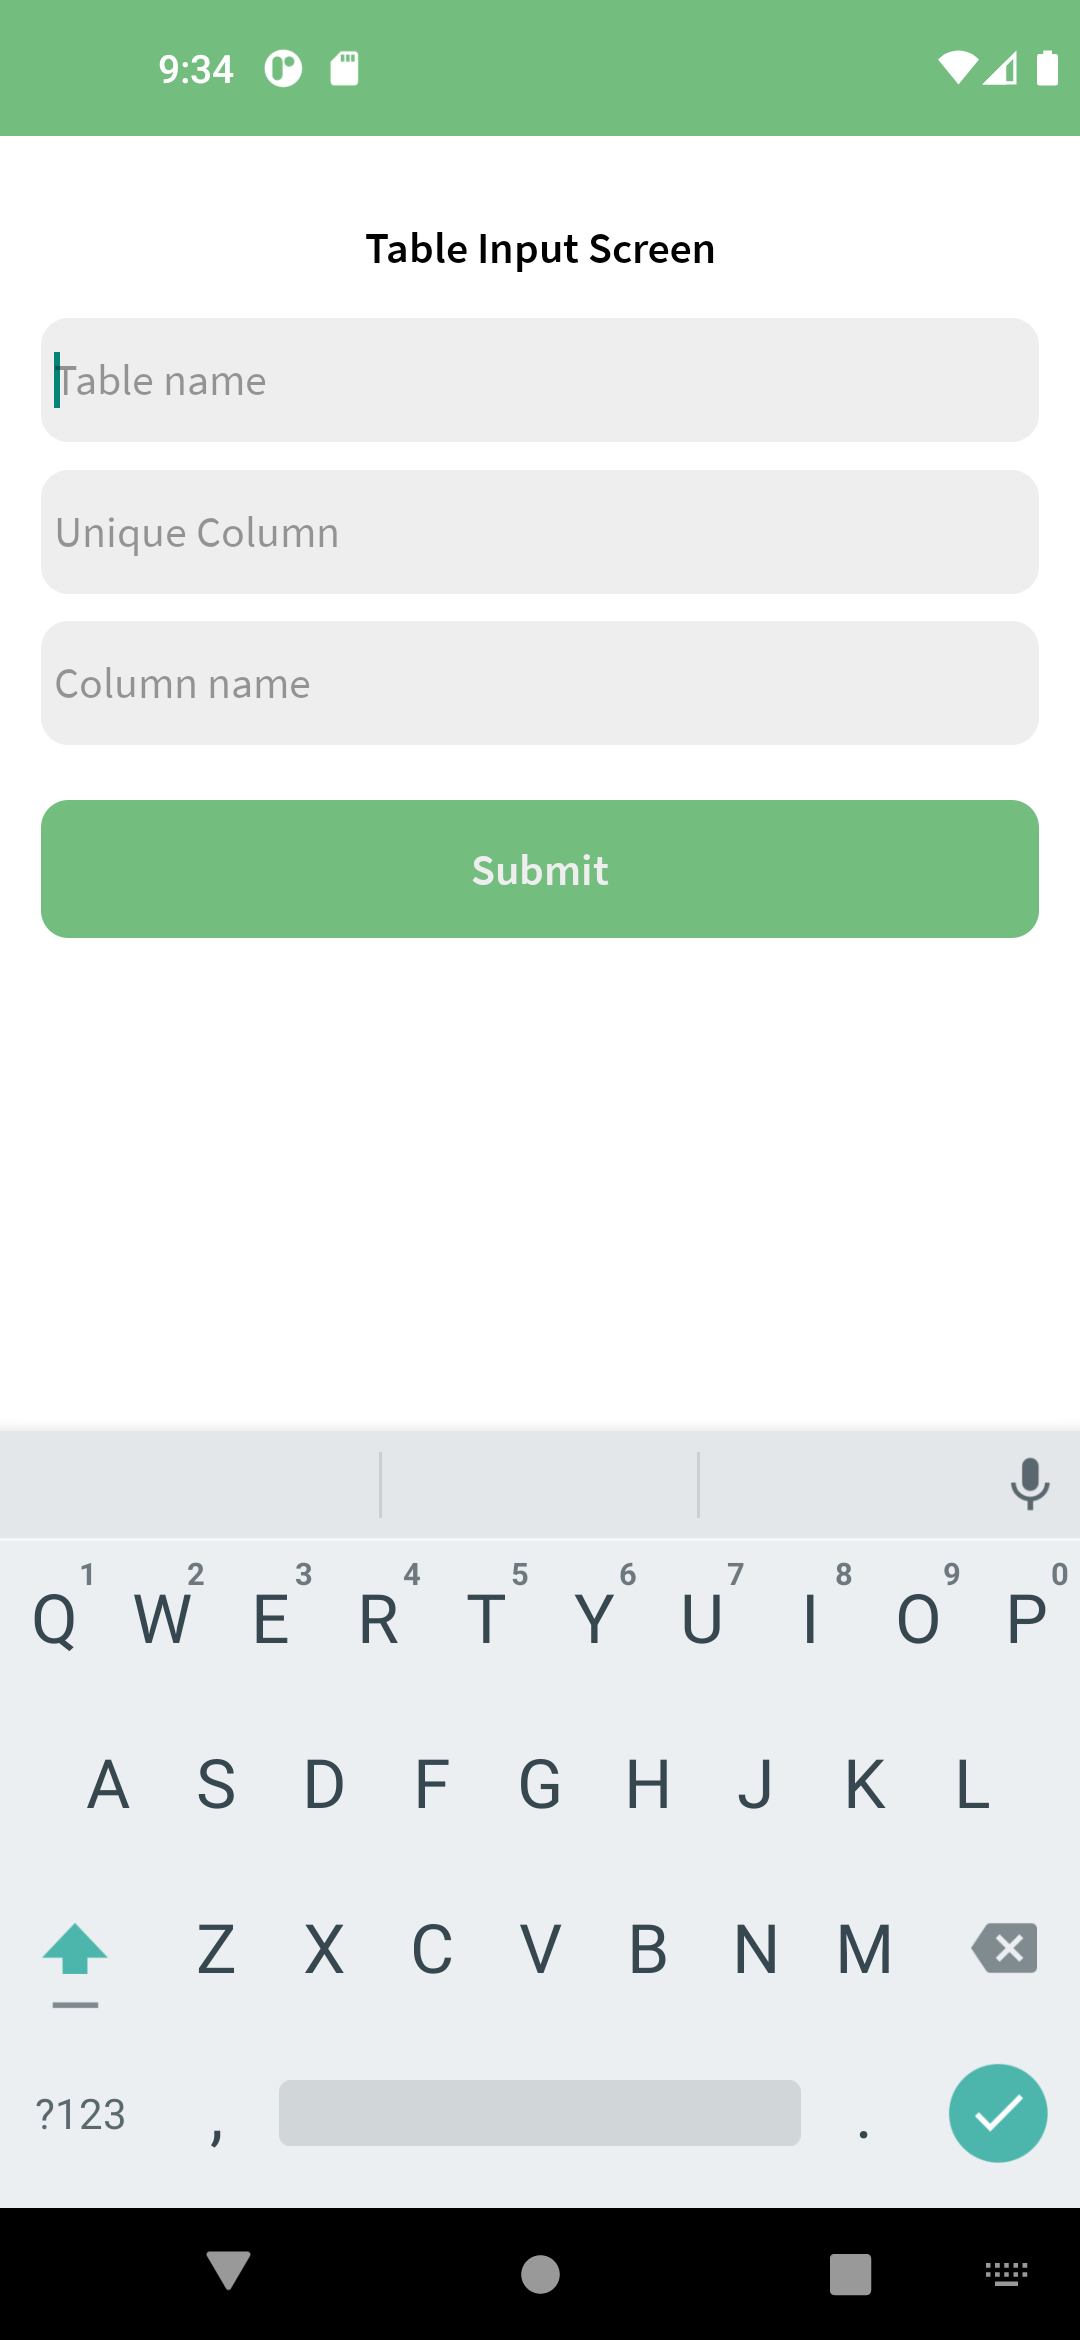 9:34
Table Input Screen
Table name
Unique Column
Column name
Submit
1 2 3 4 5 6 7 8 9 0
Q W E R T Y U I O P
A S D F G H J K L
Z X C V B N M
?123 , .